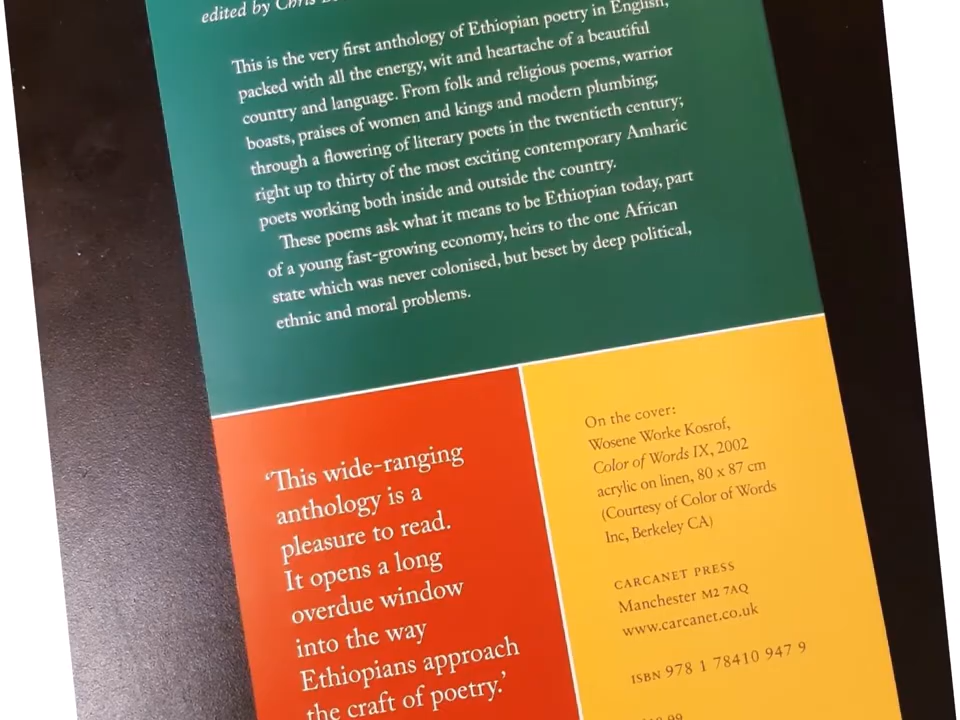 edited by Chris
This is the very first anthology of Ethiopian poetry in English,
packed with all the energy, wit and heartache of a beautiful
country and language. From folk and religious poems, warrior
boasts, praises of women and kings and modern plumbing;
through a flowering of literary poets in the twentieth century;
right up to thirty of the most exciting contemporary Amharic
poets working both inside and outside the country.
These poems ask what it means to be Ethiopian today, part
of a young fast-growing economy, heirs to the one African
state which was never colonised, but beset by deep political,
ethnic and moral problems.
‘This wide-ranging
anthology is a
pleasure to read.
It opens a long
overdue window
into the way
Ethiopians approach
the craft of poetry.’
On the cover:
Wosene Worke Kosrof,
Color of Words IX, 2002
acrylic on linen, 80 x 87 cm
(Courtesy of Color of Words
Inc, Berkeley CA)
CARCANET PRESS
Manchester M2 7AQ
www.carcanet.co.uk
ISBN 978 1 78410 947 9